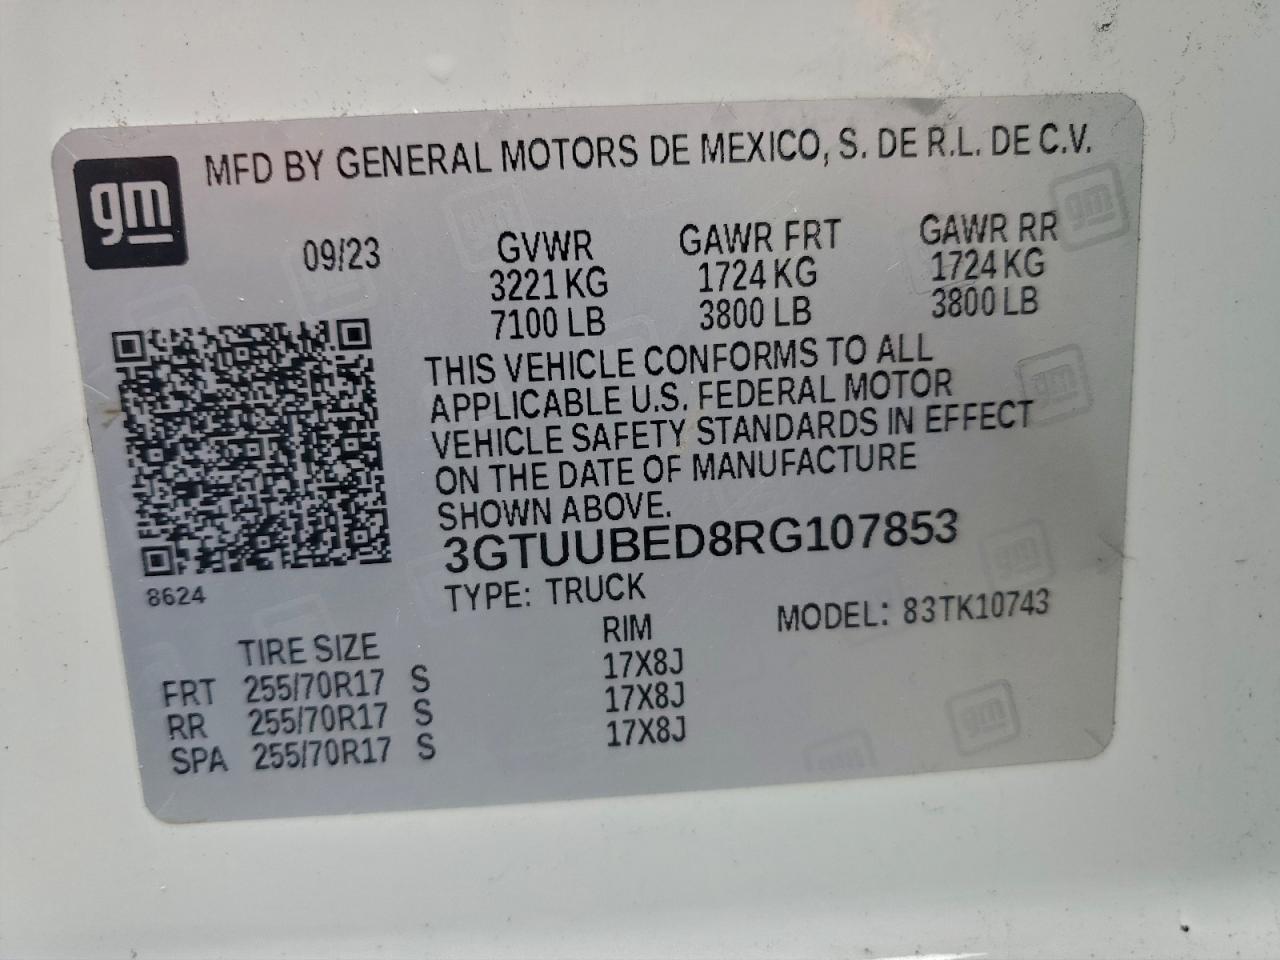 gm
MFD BY GENERAL MOTORS DE MEXICO, S. DE R.L. DE C.V.
09/23 GVWR GAWR FRT GAWR RR
3221 KG 1724 KG 1724 KG
7100 LB 3800 LB 3800 LB
THIS VEHICLE CONFORMS TO ALL
APPLICABLE U.S. FEDERAL MOTOR
VEHICLE SAFETY STANDARDS IN EFFECT
ON THE DATE OF MANUFACTURE
SHOWN ABOVE.
3GTUUBED8RG107853
8624
TYPE: TRUCK MODEL: 83TK10743
TIRE SIZE RIM
FRT 255/70R17 S 17X8J
RR 255/70R17 S 17X8J
SPA 255/70R17 S 17X8J